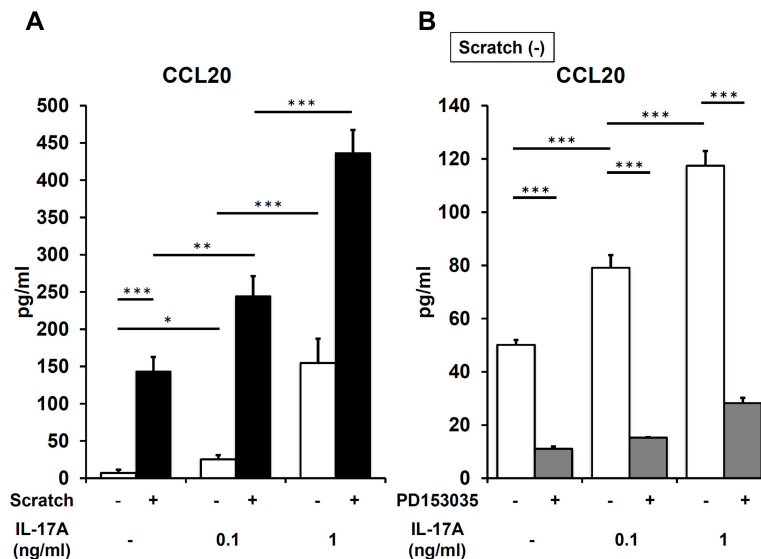 A
CCL20
pg/ml
500
450
400
350
300
250
200
150
100
50
0
***
***
**
***
*
Scratch - + - + - +
IL-17A (ng/ml) - 0.1 1
B
Scratch (-)
CCL20
pg/ml
140
120
100
80
60
40
20
0
***
***
***
***
***
PD153035 - + - + - +
IL-17A (ng/ml) - 0.1 1